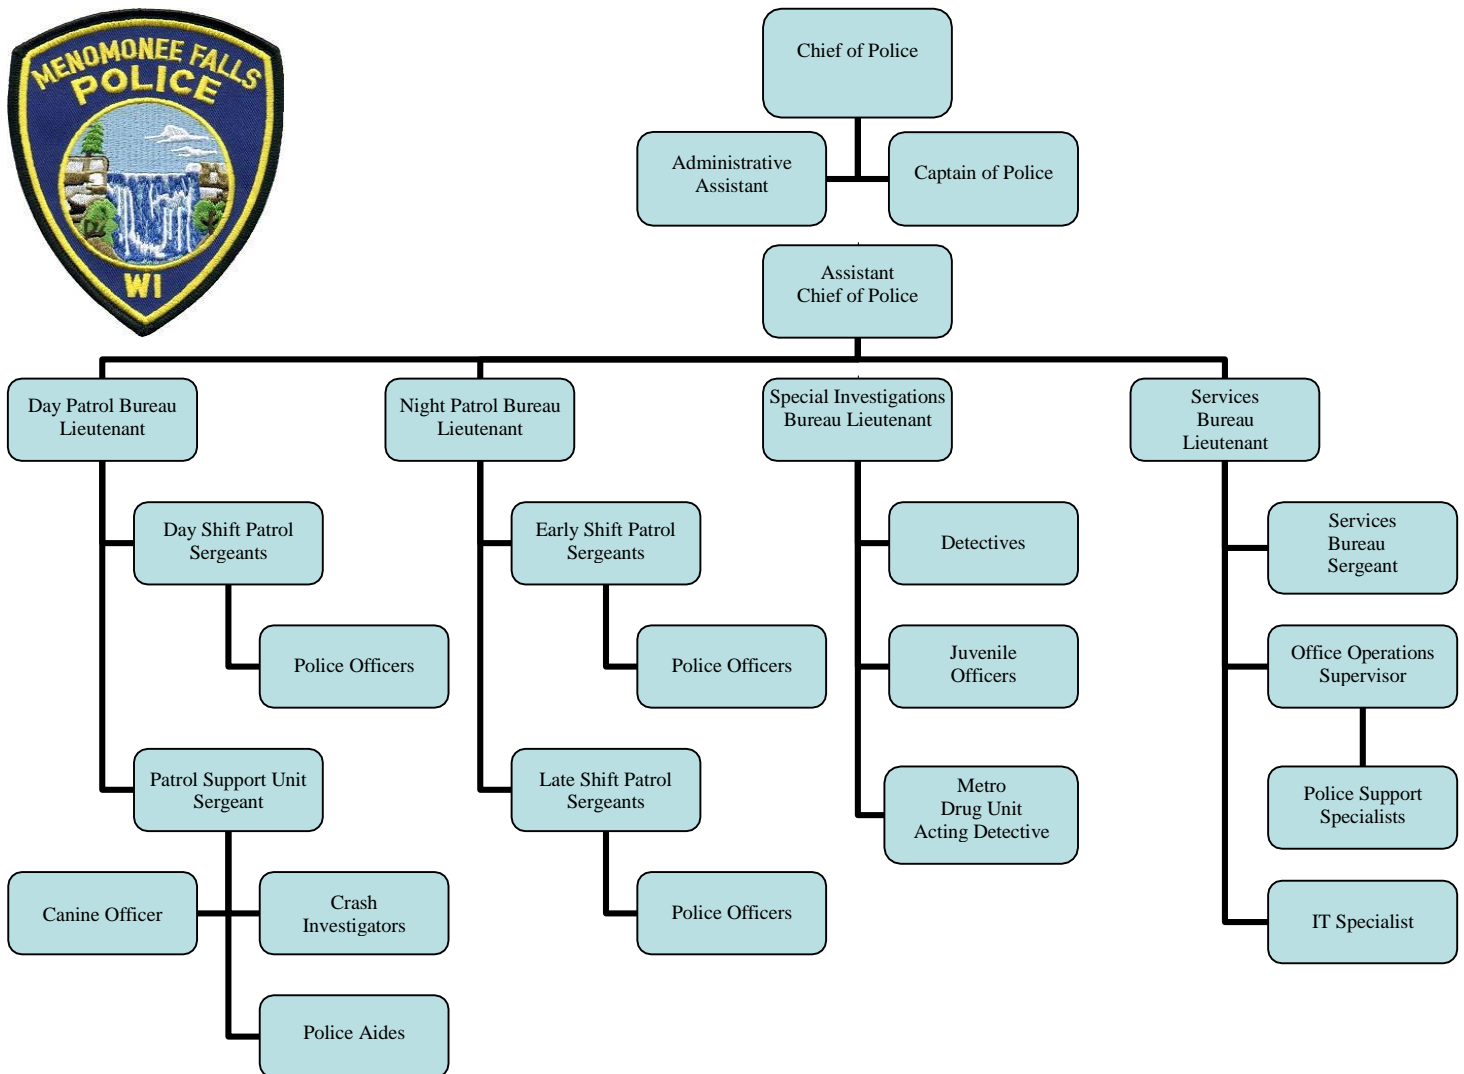 MENOMONEE FALLS
POLICE
WI
Chief of Police
Administrative
Assistant
Captain of Police
Assistant
Chief of Police
Day Patrol Bureau
Lieutenant
Night Patrol Bureau
Lieutenant
Special Investigations
Bureau Lieutenant
Services
Bureau
Lieutenant
Day Shift Patrol
Sergeants
Early Shift Patrol
Sergeants
Detectives
Services
Bureau
Sergeant
Police Officers
Police Officers
Juvenile
Officers
Office Operations
Supervisor
Patrol Support Unit
Sergeant
Late Shift Patrol
Sergeants
Metro
Drug Unit
Acting Detective
Police Support
Specialists
Canine Officer
Crash
Investigators
Police Officers
IT Specialist
Police Aides